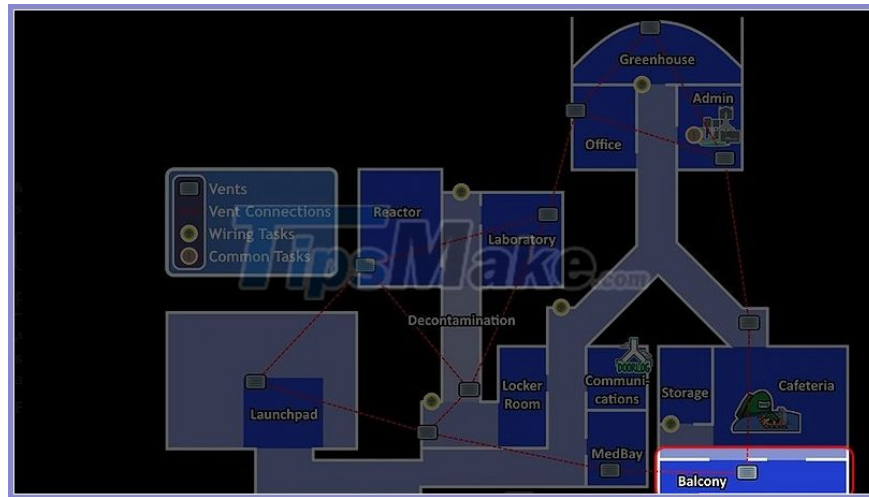 Greenhouse
Admin
Office
Vents
Vent Connections
Wiring Tasks
Common Tasks
Reactor
Laboratory
TipsMake.com
Decontamination
Launchpad
Locker
Room
DOORLOG
Communi-
cations
Storage
Cafeteria
MedBay
Balcony